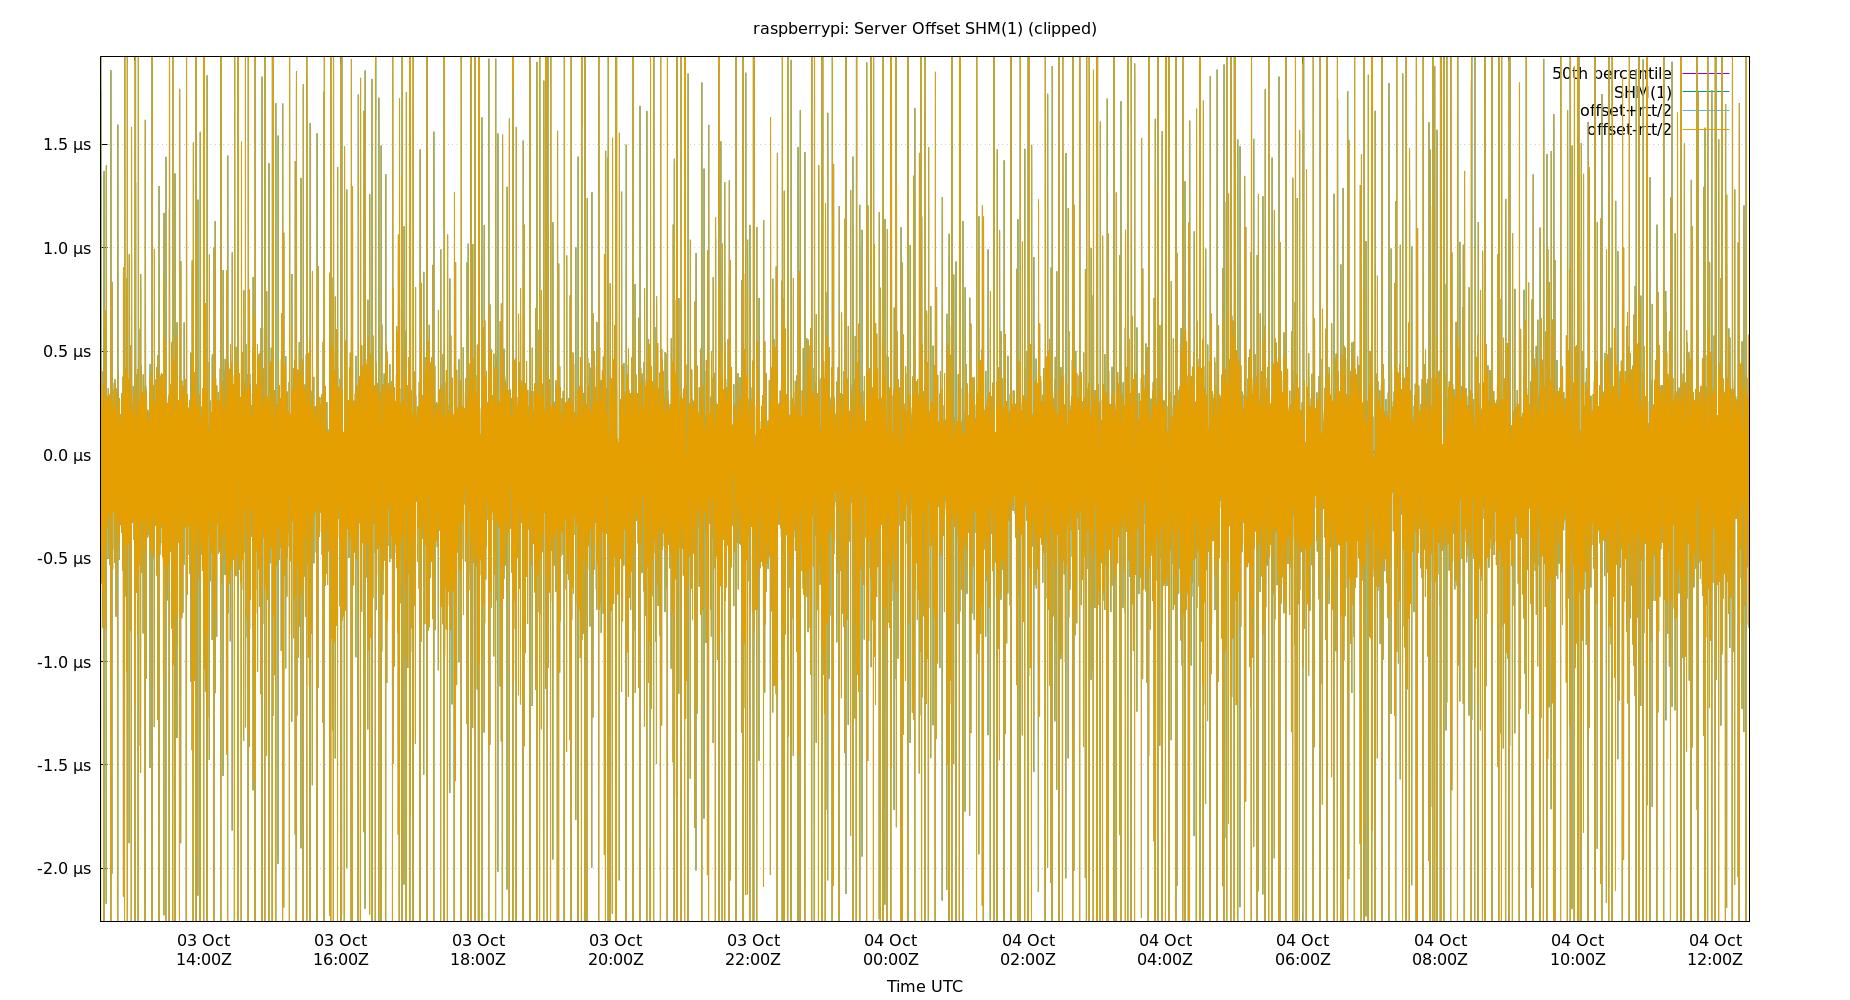 raspberrypi: Server Offset SHM(1) (clipped)
50th percentile
SHM(1)
offset+rtt/2
offset-rtt/2
1.5 µs
1.0 µs
0.5 µs
0.0 µs
-0.5 µs
-1.0 µs
-1.5 µs
-2.0 µs
03 Oct 03 Oct 03 Oct 03 Oct 03 Oct 04 Oct 04 Oct 04 Oct 04 Oct 04 Oct 04 Oct 04 Oct
14:00Z 16:00Z 18:00Z 20:00Z 22:00Z 00:00Z 02:00Z 04:00Z 06:00Z 08:00Z 10:00Z 12:00Z
Time UTC